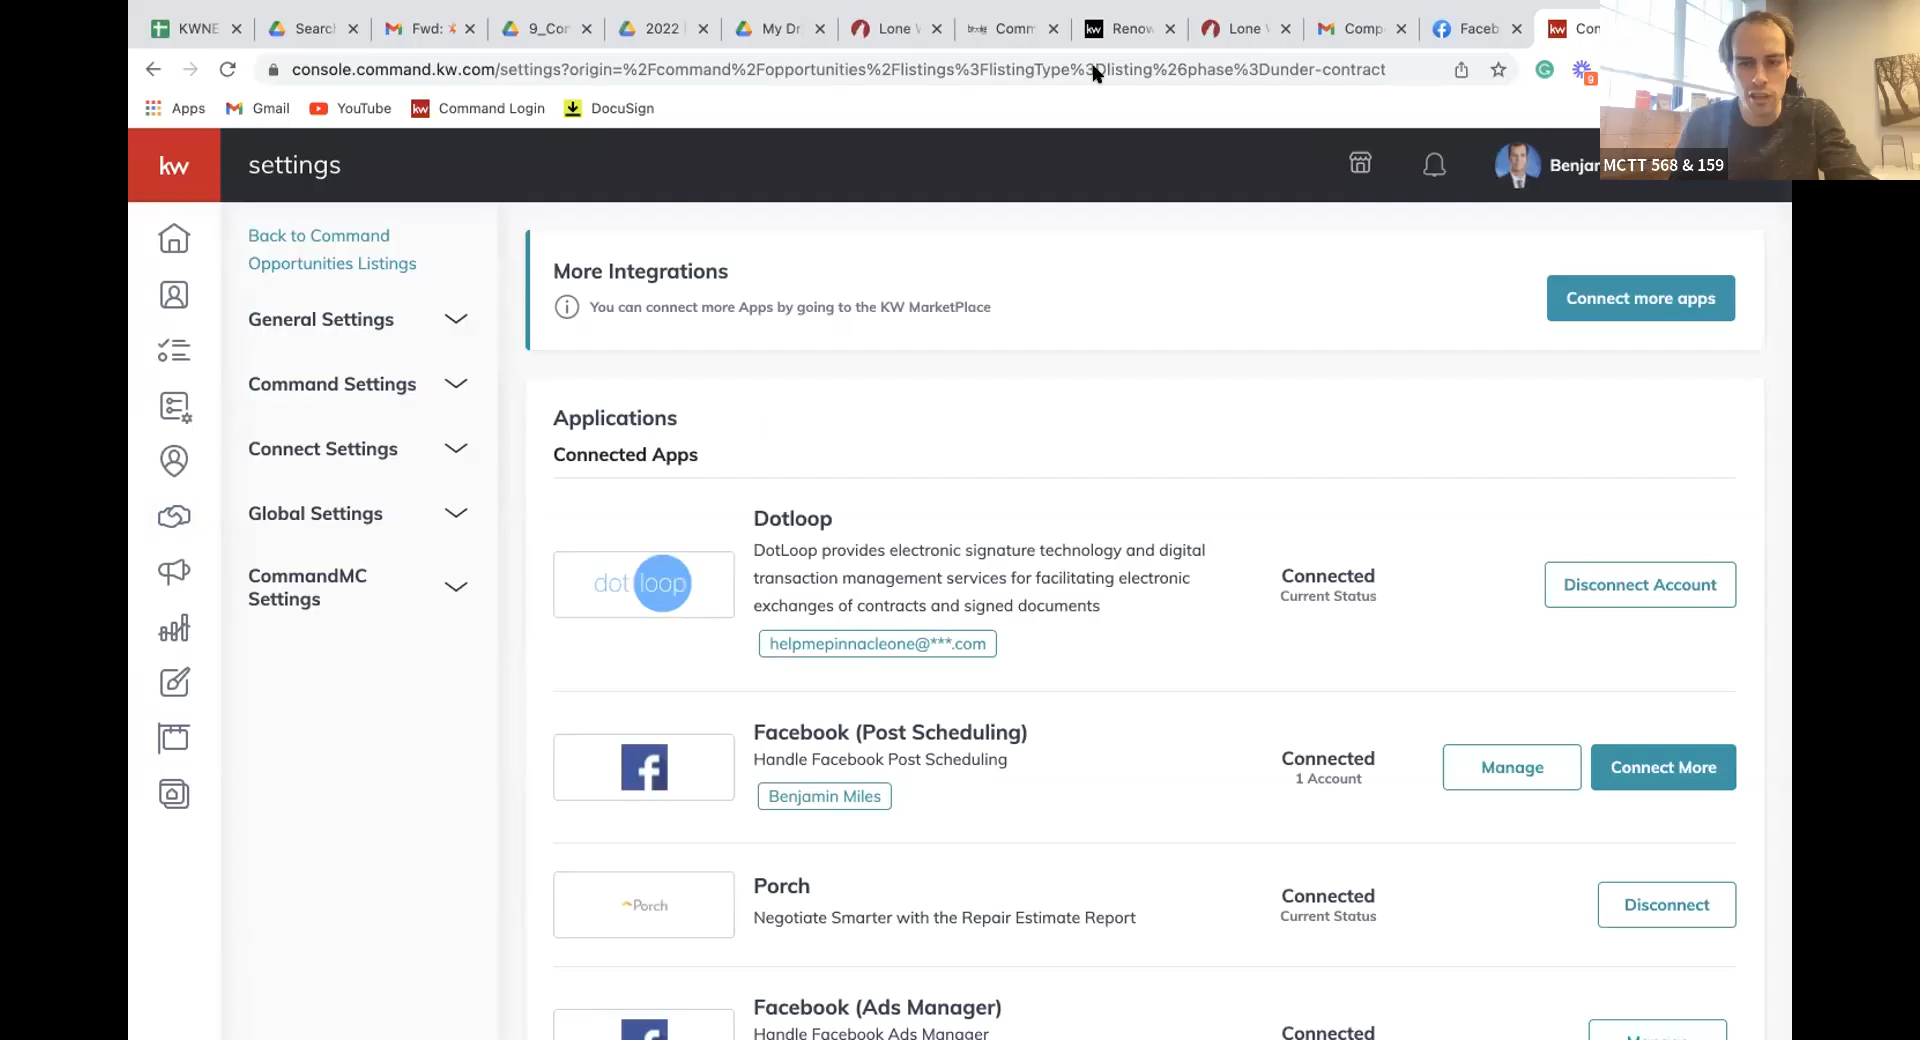 KWNE
Search
Fwd:
9_Con
2022
My Dr
Lone
Comm
Renov
Lone
Comp
Faceb
kw
Con
console.command.kw.com/settings?origin=%2Fcommand%2Fopportunities%2Flistings%3FlistingType%3Dlisting%26phase%3Dunder-contract
9
Apps
Gmail
YouTube
kw
Command Login
DocuSign
kw
settings
Benjar
MCTT 568 & 159
Back to Command
Opportunities Listings
General Settings
Command Settings
Connect Settings
Global Settings
CommandMC
Settings
More Integrations
You can connect more Apps by going to the KW MarketPlace
Connect more apps
Applications
Connected Apps
dotloop
Dotloop
DotLoop provides electronic signature technology and digital
transaction management services for facilitating electronic
exchanges of contracts and signed documents
helpmepinnacleone@***.com
Connected
Current Status
Disconnect Account
Facebook (Post Scheduling)
Handle Facebook Post Scheduling
Benjamin Miles
Connected
1 Account
Manage
Connect More
Porch
Porch
Negotiate Smarter with the Repair Estimate Report
Connected
Current Status
Disconnect
Facebook (Ads Manager)
Handle Facebook Ads Manager
Connected
Manage